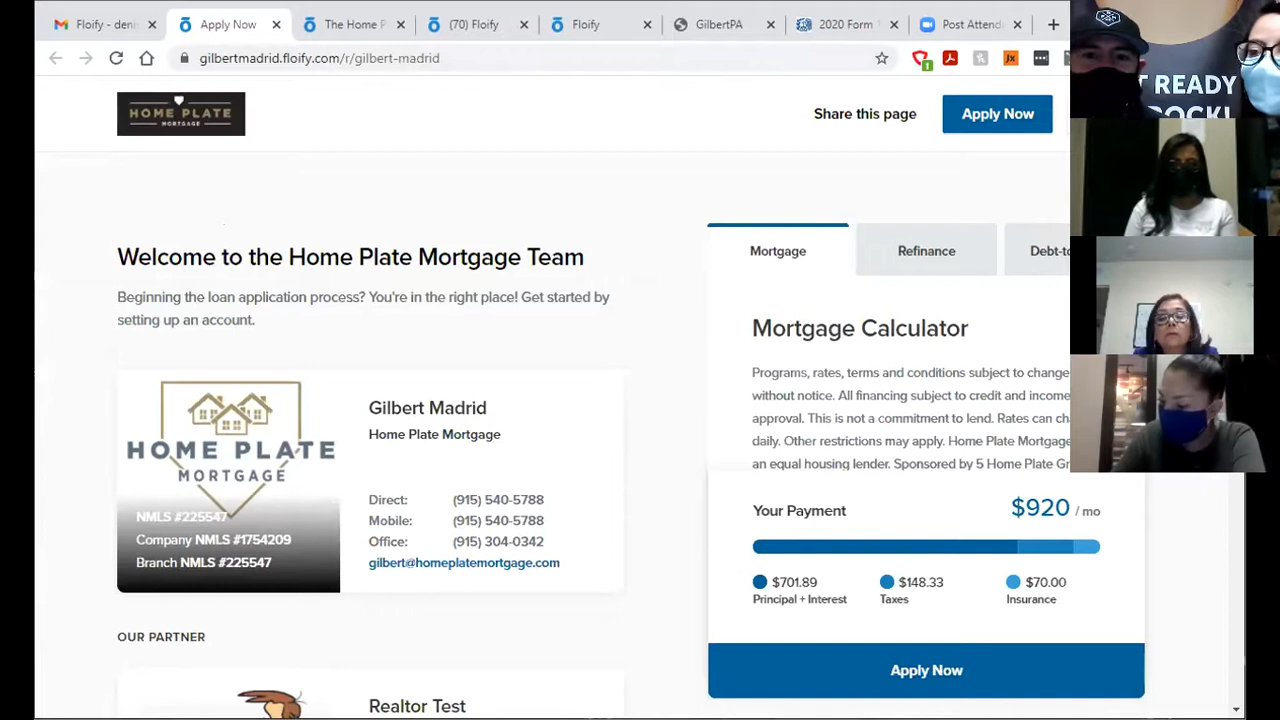 Floify - denis
Apply Now
The Home P
(70) Floify
Floify
GilbertPA
2020 Form
Post Attend
gilbertmadrid.floify.com/r/gilbert-madrid
1
JX
T READY
ROCK!
HOME PLATE
MORTGAGE
Share this page
Apply Now
Welcome to the Home Plate Mortgage Team
Beginning the loan application process? You're in the right place! Get started by
setting up an account.
HOME PLATE
MORTGAGE
NMLS #225547
Company NMLS #1754209
Branch NMLS #225547
Gilbert Madrid
Home Plate Mortgage
Direct: (915) 540-5788
Mobile: (915) 540-5788
Office: (915) 304-0342
gilbert@homeplatemortgage.com
OUR PARTNER
Realtor Test
Mortgage
Refinance
Debt-to
Mortgage Calculator
Programs, rates, terms and conditions subject to change
without notice. All financing subject to credit and income
approval. This is not a commitment to lend. Rates can cha
daily. Other restrictions may apply. Home Plate Mortgage
an equal housing lender. Sponsored by 5 Home Plate Gr
Your Payment
$920 / mo
$701.89
Principal + Interest
$148.33
Taxes
$70.00
Insurance
Apply Now